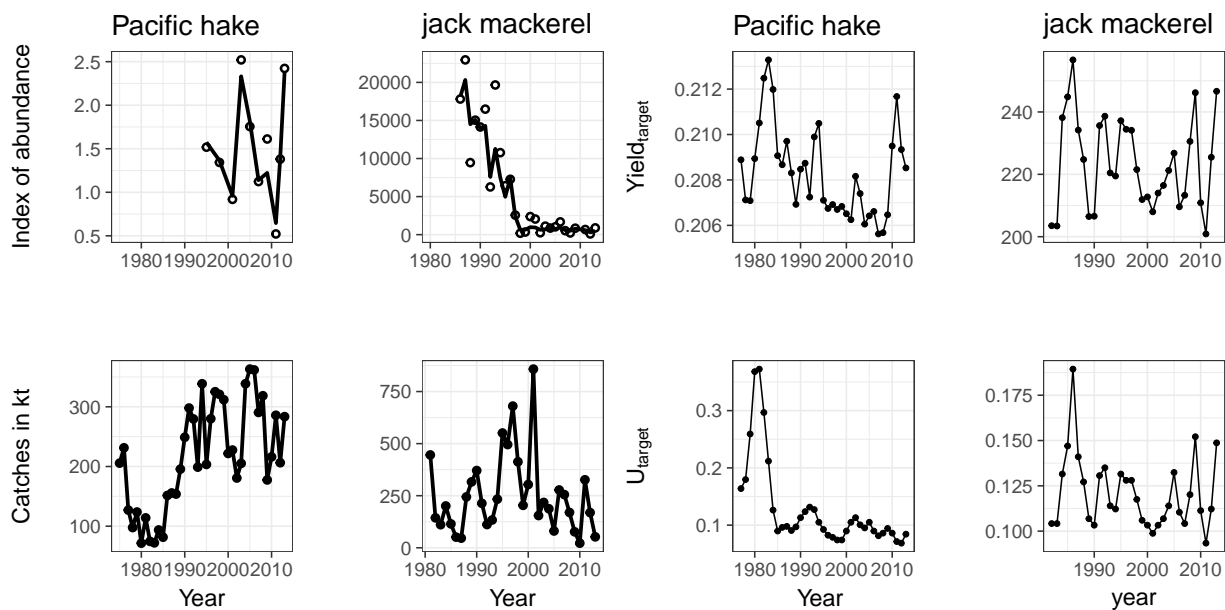 Pacific hake
jack mackerel
Pacific hake
jack mackerel
Index of abundance
2.5
2.0
1.5
1.0
0.5
1980 1990 2000 2010
20000
15000
10000
5000
0
1980 1990 2000 2010
Yield target
0.212
0.210
0.208
0.206
1980 1990 2000 2010
240
220
200
1990 2000 2010
Catches in kt
300
200
100
1980 1990 2000 2010
Year
750
500
250
0
1980 1990 2000 2010
Year
U target
0.3
0.2
0.1
1980 1990 2000 2010
Year
0.175
0.150
0.125
0.100
1990 2000 2010
year